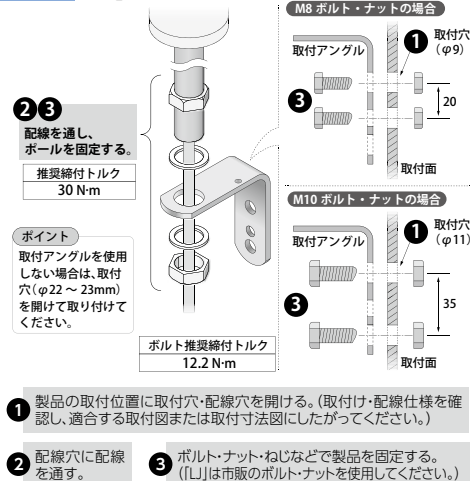 M8 ボルト・ナットの場合
取付アングル
❶ 取付穴
(φ9)
❸
20
取付面
❷❸
配線を通し、
ポールを固定する。
推奨締付トルク
30 N·m
ポイント
取付アングルを使用
しない場合は、取付
穴(φ22 ～ 23mm)
を開けて取り付けて
ください。
ボルト推奨締付トルク
12.2 N·m
M10 ボルト・ナットの場合
取付アングル
❶ 取付穴
(φ11)
❸
35
取付面
❶ 製品の取付位置に取付穴・配線穴を開ける。(取付け・配線仕様を確
認し、適合する取付図または取付寸法図にしたがってください。)
❷ 配線穴に配線
を通す。
❸ ボルト・ナット・ねじなどで製品を固定する。
(「LJ」は市販のボルト・ナットを使用してください。)